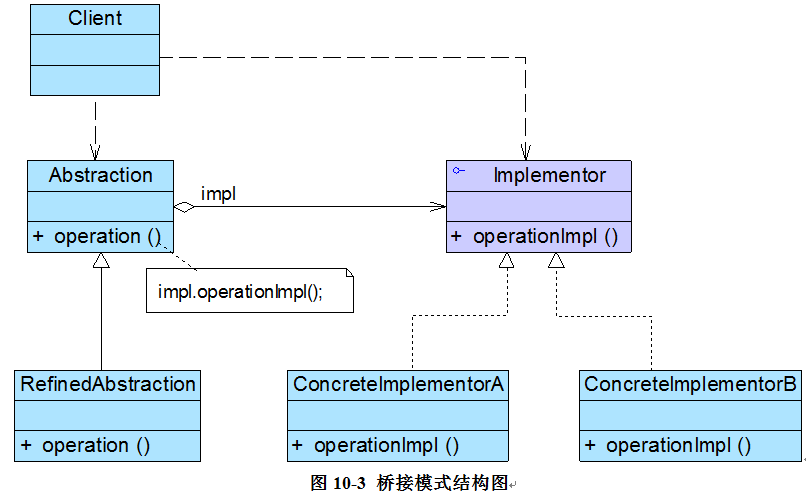 Client
Abstraction
+ operation ()
impl
Implementor
+ operationImpl ()
impl.operationImpl();
RefinedAbstraction
+ operation ()
ConcreteImplementorA
+ operationImpl ()
ConcreteImplementorB
+ operationImpl ()
图 10-3 桥接模式结构图